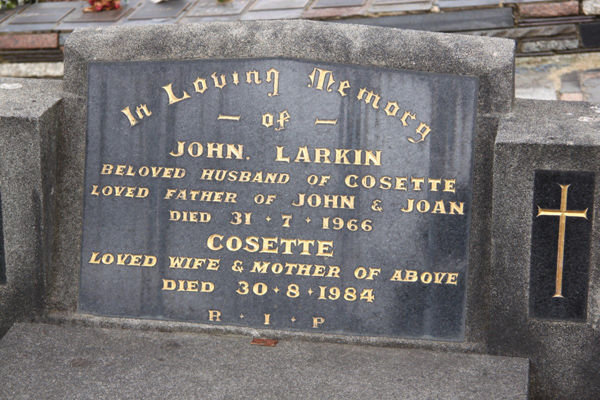 In Loving Memory
- of -
JOHN. LARKIN
BELOVED HUSBAND OF COSETTE
LOVED FATHER OF JOHN & JOAN
DIED 31 · 7 · 1966
COSETTE
LOVED WIFE & MOTHER OF ABOVE
DIED 30 · 8 · 1984
R · I · P